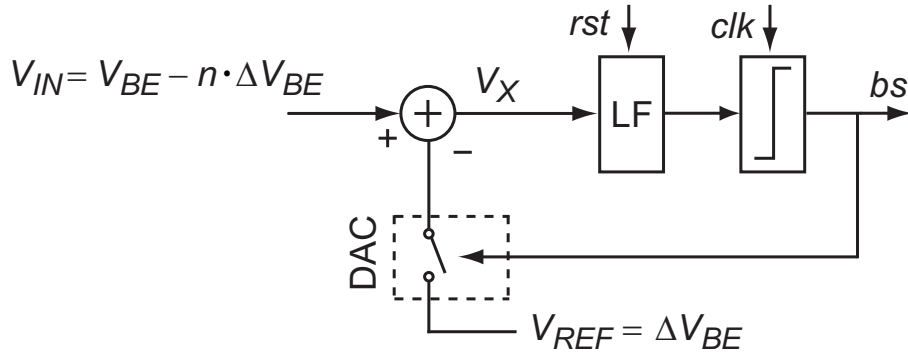 rst
clk
V_IN = V_BE − n · ΔV_BE
V_X
bs
LF
+
+
−
DAC
V_REF = ΔV_BE